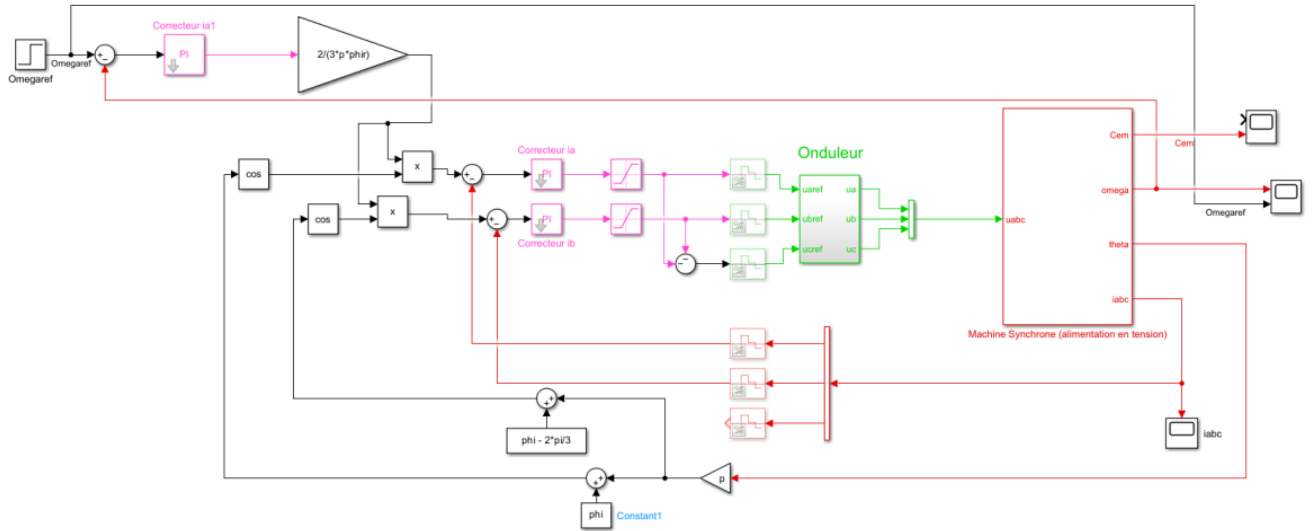 Correcteur ia1
PI
2/(3*p*phir)
Omegaref
Omegaref
+
−
Cem
Cem
omega
Omegaref
uabc
theta
iabc
Machine Synchrone (alimentation en tension)
iabc
Onduleur
uaref
ua
ubref
ub
ucref
uc
Correcteur ia
PI
PI
Correcteur ib
cos
x
+
−
cos
x
+
−
−
−
+
+
phi - 2*pi/3
+
+
p
phi
Constant1